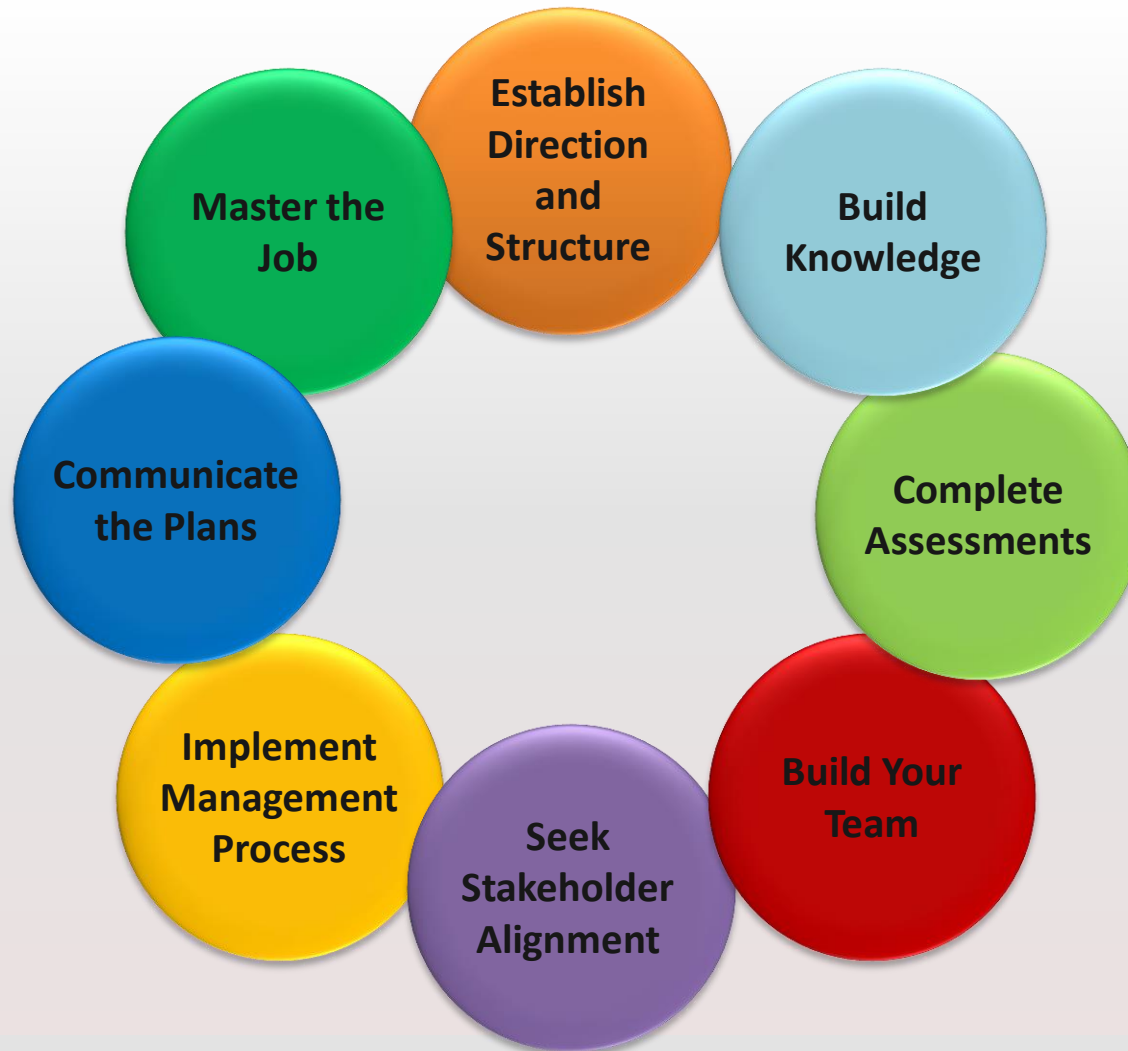 Establish
Direction
and
Structure
Build
Knowledge
Complete
Assessments
Build Your
Team
Seek
Stakeholder
Alignment
Implement
Management
Process
Communicate
the Plans
Master the
Job